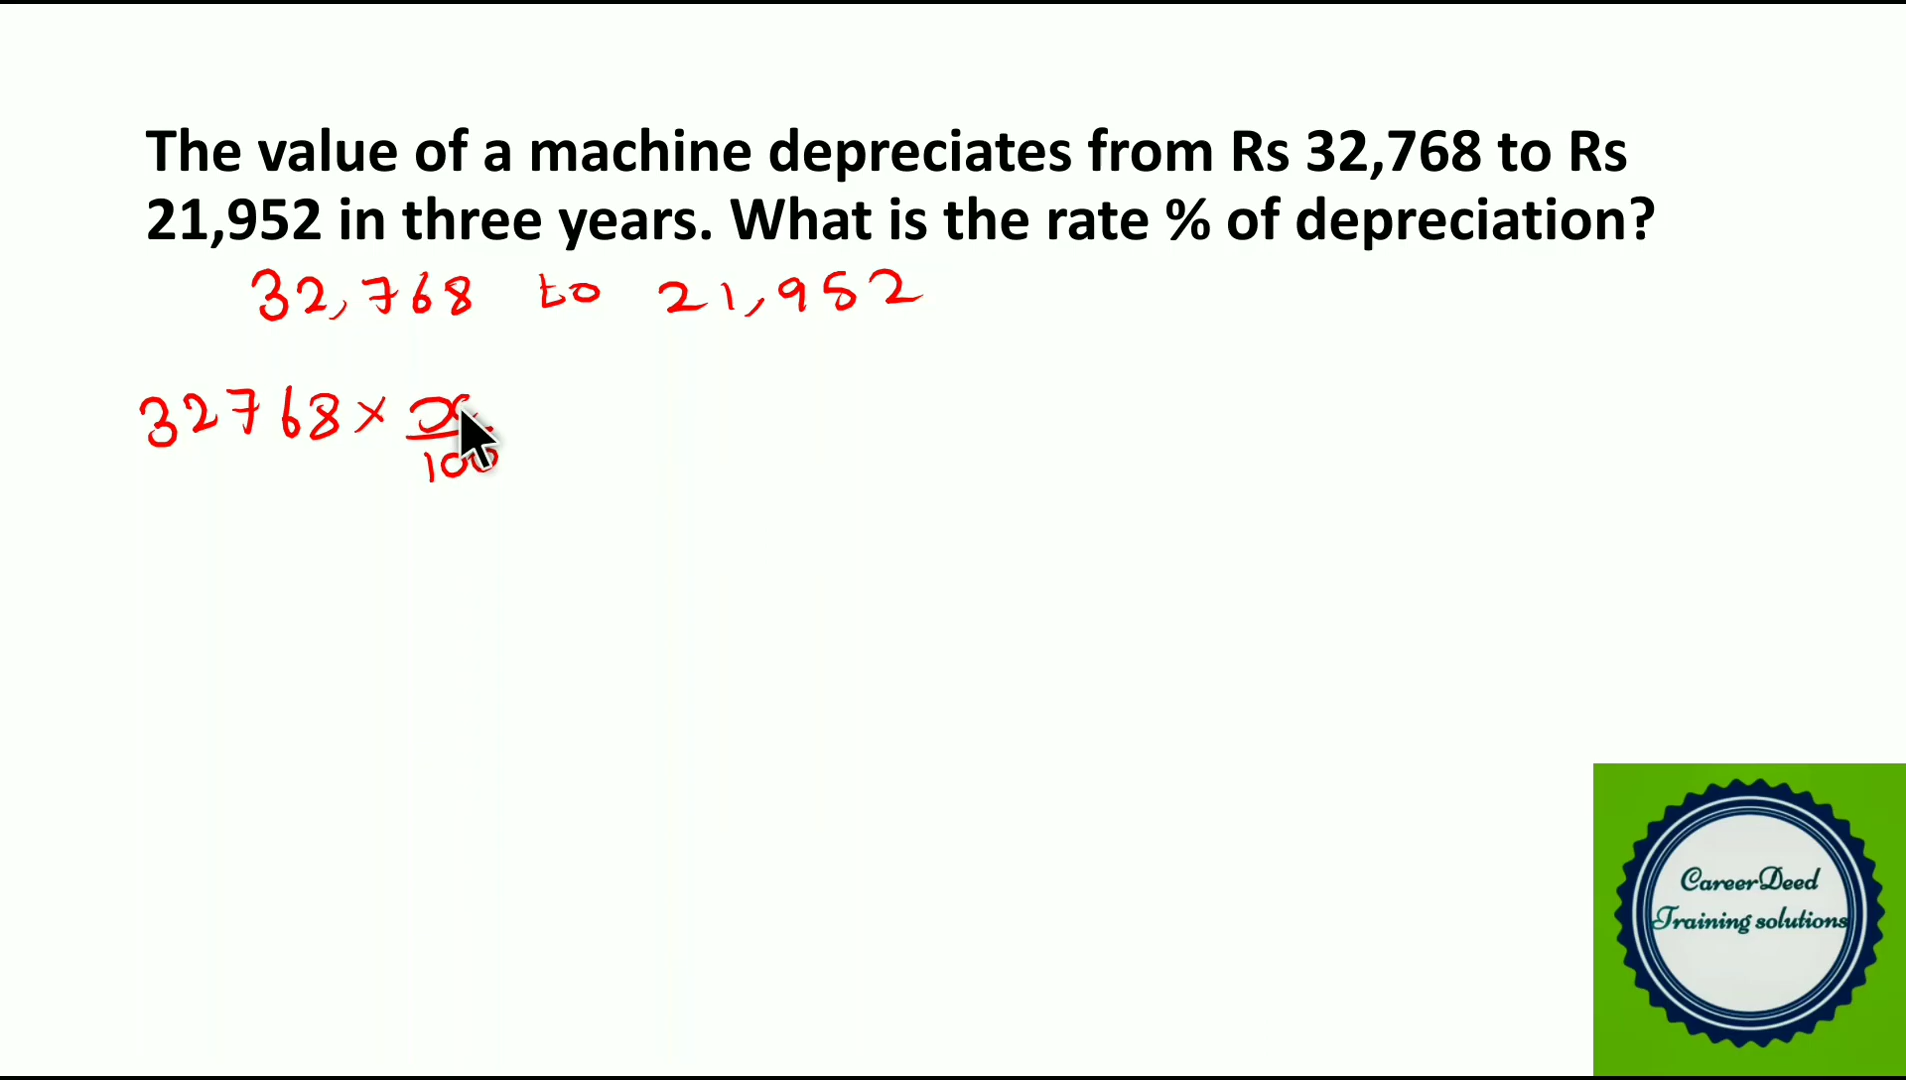 The value of a machine depreciates from Rs 32,768 to Rs
21,952 in three years. What is the rate % of depreciation?
32,768 to 21,952
32768 × x
100
CareerDeed
Training solutions